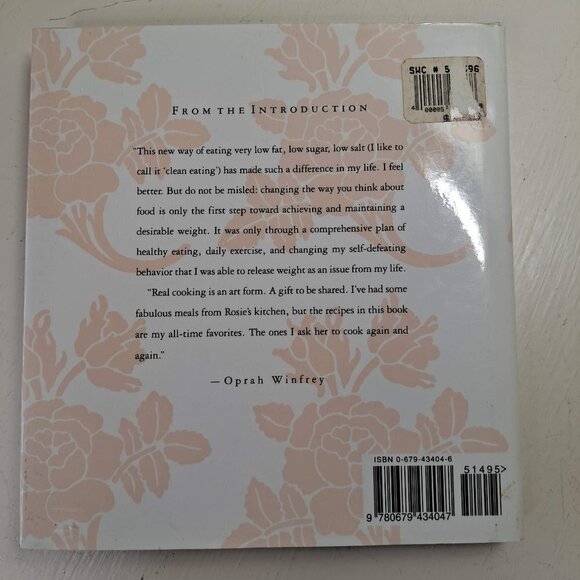 SWC # 5 96
FROM THE INTRODUCTION
"This new way of eating very low fat, low sugar, low salt (I like to
call it 'clean eating') has made such a difference in my life. I feel
better. But do not be misled: changing the way you think about
food is only the first step toward achieving and maintaining a
desirable weight. It was only through a comprehensive plan of
healthy eating, daily exercise, and changing my self-defeating
behavior that I was able to release weight as an issue from my life.
"Real cooking is an art form. A gift to be shared. I've had some
fabulous meals from Rosie's kitchen, but the recipes in this book
are my all-time favorites. The ones I ask her to cook again and
again."
—Oprah Winfrey
ISBN 0-679-43404-6
51495>
9 780679 434047